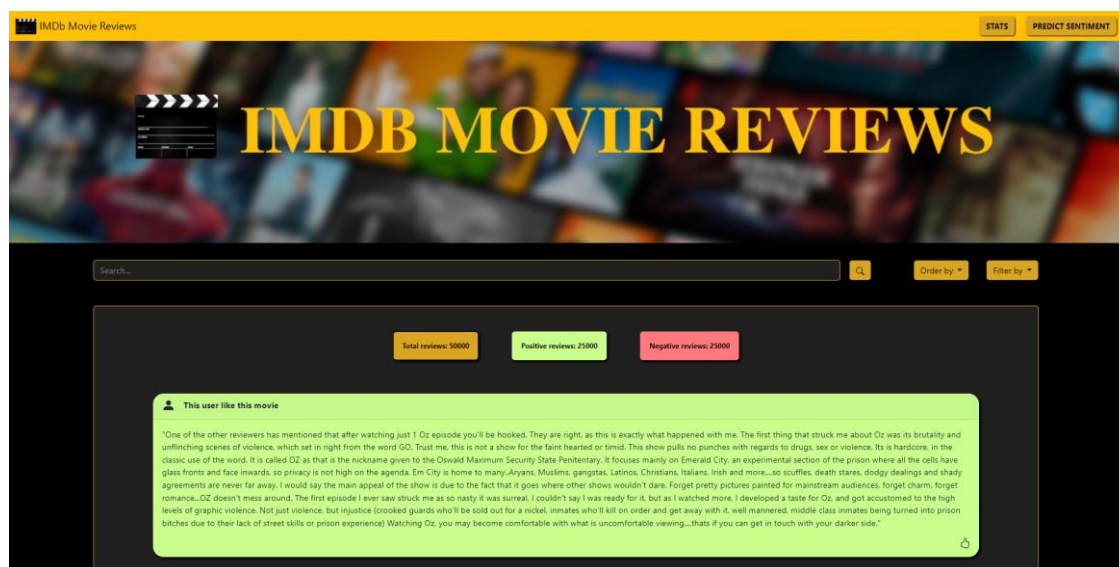 IMDb Movie Reviews
STATS
PREDICT SENTIMENT
IMDB MOVIE REVIEWS
Search...
Order by
Filter by
Total reviews: 50000
Positive reviews: 25000
Negative reviews: 25000
This user like this movie
"One of the other reviewers has mentioned that after watching just 1 Oz episode you'll be hooked. They are right, as this is exactly what happened with me. The first thing that struck me about Oz was its brutality and
unflinching scenes of violence, which set in right from the word GO. Trust me, this is not a show for the faint hearted or timid. This show pulls no punches with regards to drugs, sex or violence. Its is hardcore, in the
classic use of the word. It is called OZ as that is the nickname given to the Oswald Maximum Security State Penitentary. It focuses mainly on Emerald City, an experimental section of the prison where all the cells have
glass fronts and face inwards, so privacy is not high on the agenda. Em City is home to many..Aryans, Muslims, gangstas, Latinos, Christians, Italians, Irish and more....so scuffles, death stares, dodgy dealings and shady
agreements are never far away. I would say the main appeal of the show is due to the fact that it goes where other shows wouldn't dare. Forget pretty pictures painted for mainstream audiences, forget charm, forget
romance...OZ doesn't mess around. The first episode I ever saw struck me as so nasty it was surreal, I couldn't say I was ready for it, but as I watched more, I developed a taste for Oz, and got accustomed to the high
levels of graphic violence. Not just violence, but injustice (crooked guards who'll be sold out for a nickel, inmates who'll kill on order and get away with it, well mannered, middle class inmates being turned into prison
bitches due to their lack of street skills or prison experience) Watching Oz, you may become comfortable with what is uncomfortable viewing....thats if you can get in touch with your darker side."